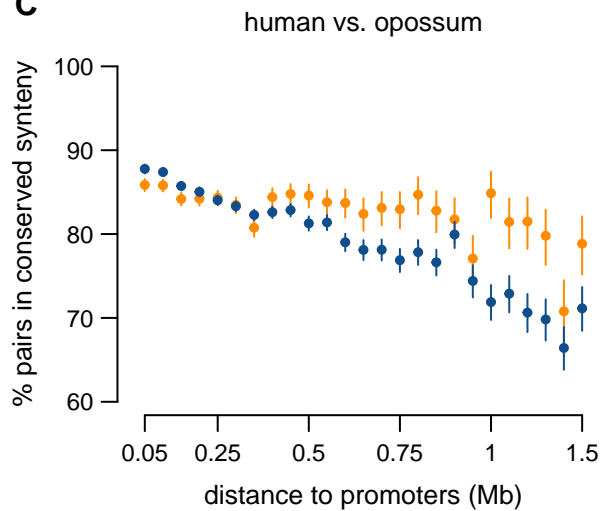 C
human vs. opossum
% pairs in conserved synteny
100
90
80
70
60
0.05 0.25 0.5 0.75 1 1.5
distance to promoters (Mb)